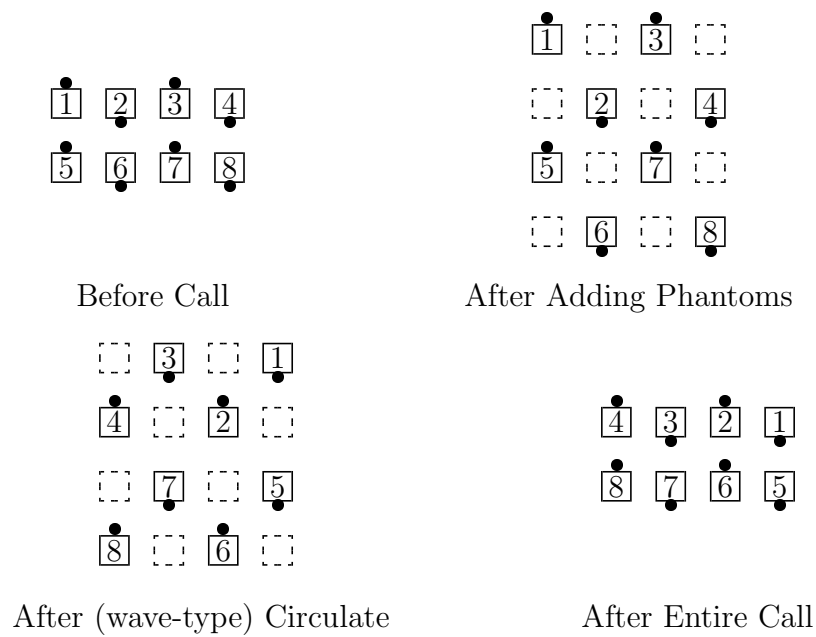 1 2 3 4
5 6 7 8
Before Call
1 3
2 4
5 7
6 8
After Adding Phantoms
3 1
4 2
7 5
8 6
After (wave-type) Circulate
4 3 2 1
8 7 6 5
After Entire Call